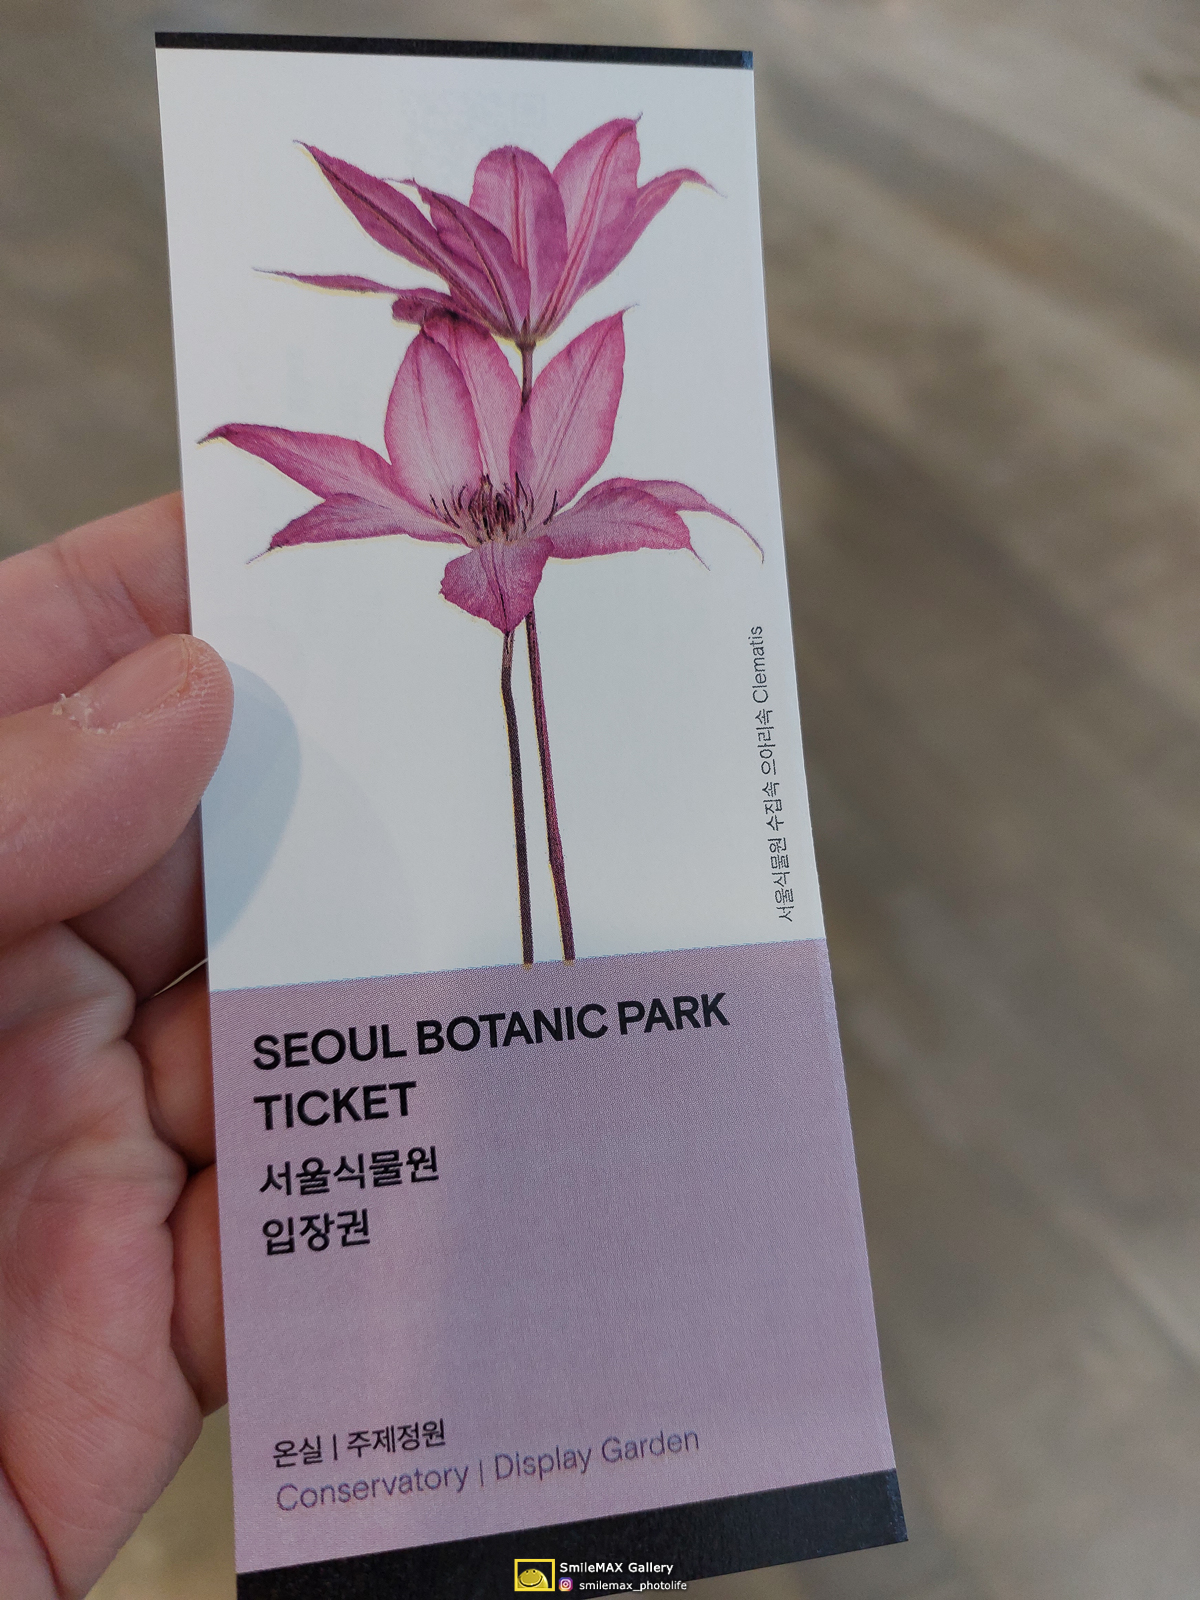 서울식물원 수집속 으아리속 Clematis
SEOUL BOTANIC PARK
TICKET
서울식물원
입장권
온실 | 주제정원
Conservatory | Display Garden
SmileMAX Gallery
smilemax_photolife